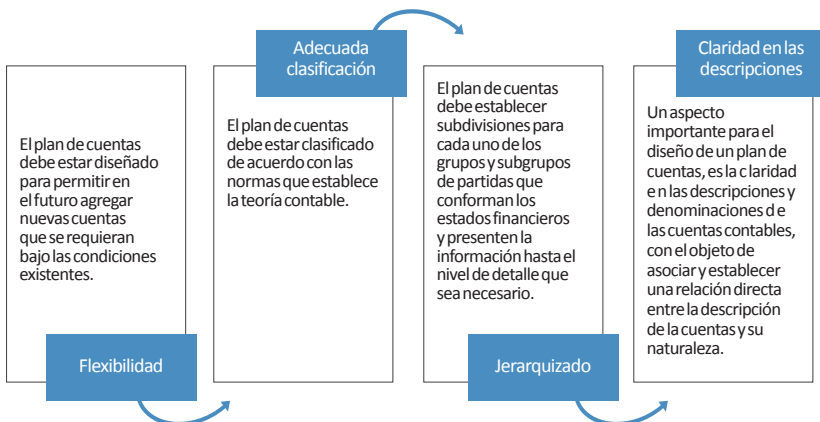 El plan de cuentas
debe estar diseñado
para permitir en
el futuro agregar
nuevas cuentas
que se requieran
bajo las condiciones
existentes.
Flexibilidad
Adecuada
clasificación
El plan de cuentas
debe estar clasificado
de acuerdo con las
normas que establece
la teoría contable.
El plan de cuentas
debe establecer
subdivisiones para
cada uno de los
grupos y subgrupos
de partidas que
conforman los
estados financieros
y presenten la
información hasta el
nivel de detalle que
sea necesario.
Jerarquizado
Claridad en las
descripciones
Un aspecto
importante para el
diseño de un plan de
cuentas, es la c laridad
e n las descripciones y
denominaciones d e
las cuentas contables,
con el objeto de
asociar y establecer
una relación directa
entre la descripción
de la cuentas y su
naturaleza.